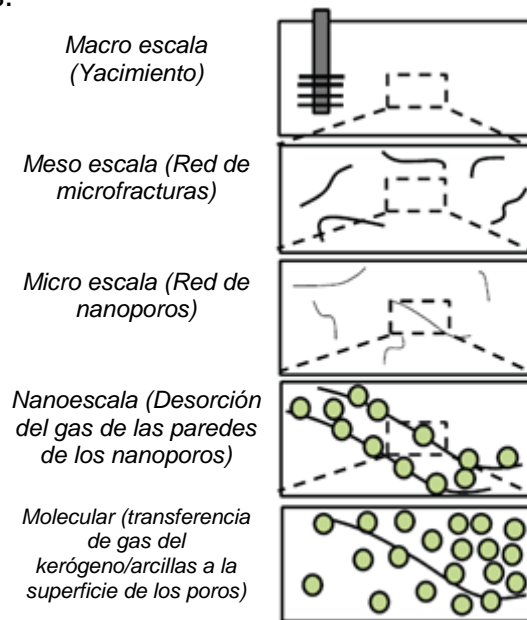 Macro escala
(Yacimiento)
Meso escala (Red de
microfracturas)
Micro escala (Red de
nanoporos)
Nanoescala (Desorción
del gas de las paredes
de los nanoporos)
Molecular (transferencia
de gas del
kerógeno/arcillas a la
superficie de los poros)